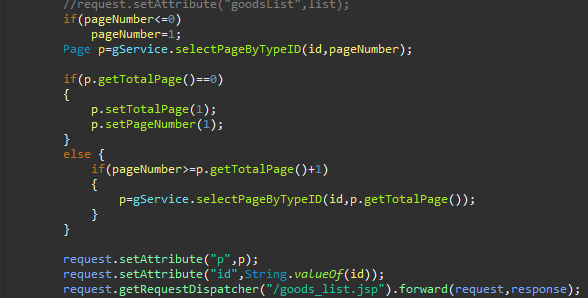 //request.setAttribute("goodsList",list);
if(pageNumber<=0)
pageNumber=1;
Page p=gService.selectPageByTypeID(id,pageNumber);
if(p.getTotalPage()==0)
{
p.setTotalPage(1);
p.setPageNumber(1);
}
else {
if(pageNumber>=p.getTotalPage()+1)
{
p=gService.selectPageByTypeID(id,p.getTotalPage());
}
}
request.setAttribute("p",p);
request.setAttribute("id",String.valueOf(id));
request.getRequestDispatcher("/goods_list.jsp").forward(request,response);